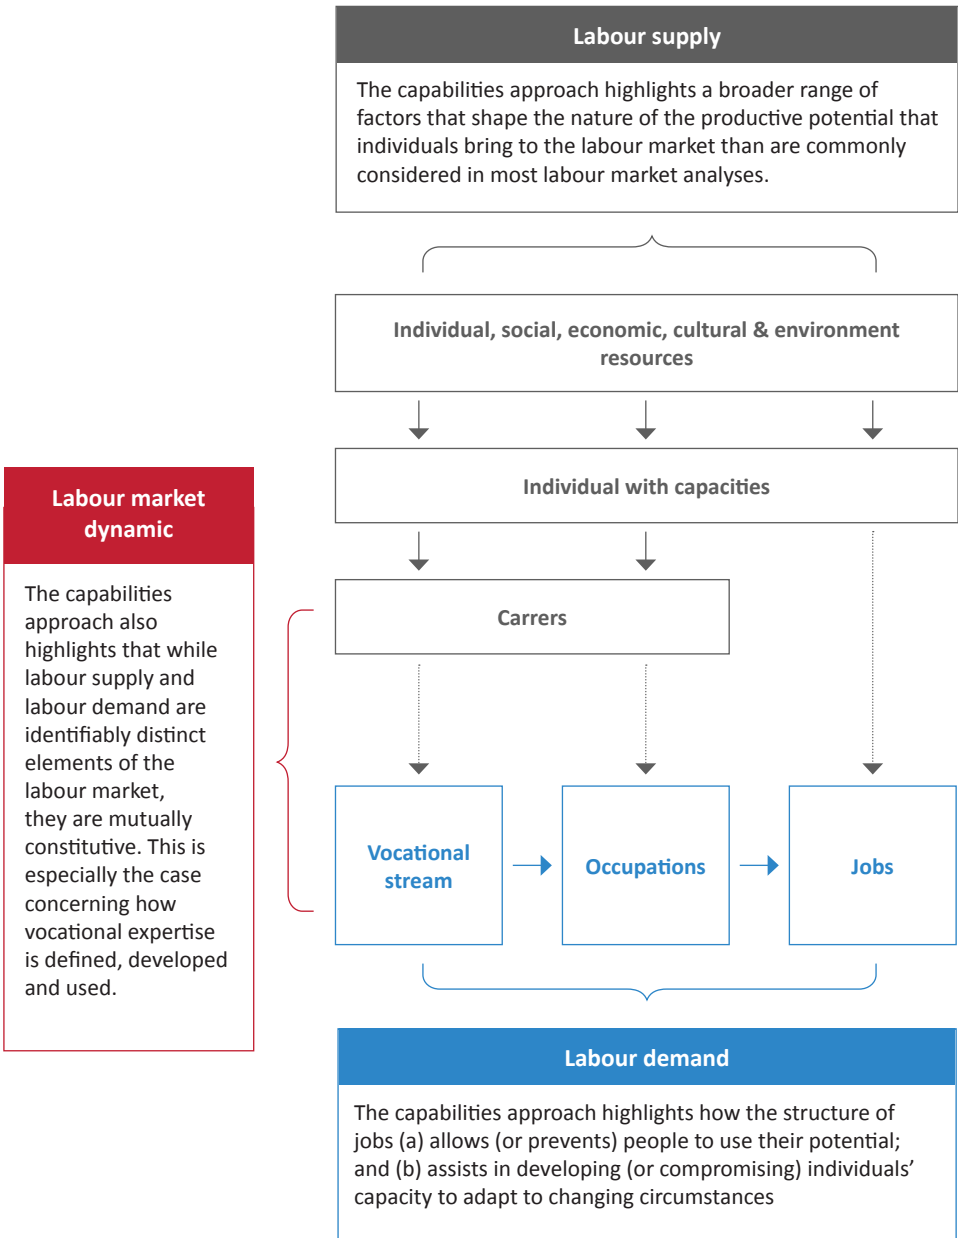 Labour supply
The capabilities approach highlights a broader range of
factors that shape the nature of the productive potential that
individuals bring to the labour market than are commonly
considered in most labour market analyses.
Individual, social, economic, cultural & environment
resources
Individual with capacities
Labour market
dynamic
The capabilities
approach also
highlights that while
labour supply and
labour demand are
identifiably distinct
elements of the
labour market,
they are mutually
constitutive. This is
especially the case
concerning how
vocational expertise
is defined, developed
and used.
Carrers
Vocational
stream
Occupations
Jobs
Labour demand
The capabilities approach highlights how the structure of
jobs (a) allows (or prevents) people to use their potential;
and (b) assists in developing (or compromising) individuals’
capacity to adapt to changing circumstances